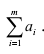 \sum_{i=1}^{m} a_i .